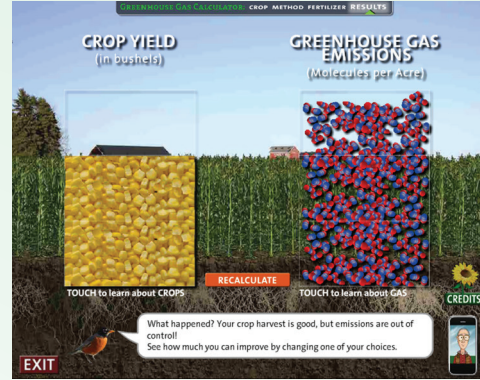 GREENHOUSE GAS CALCULATOR: CROP METHOD FERTILIZER RESULTS
CROP YIELD
(in bushels)
GREENHOUSE GAS
EMISSIONS
(Molecules per Acre)
RECALCULATE
TOUCH to learn about CROPS
TOUCH to learn about GAS
CREDITS
What happened? Your crop harvest is good, but emissions are out of
control!
See how much you can improve by changing one of your choices.
EXIT